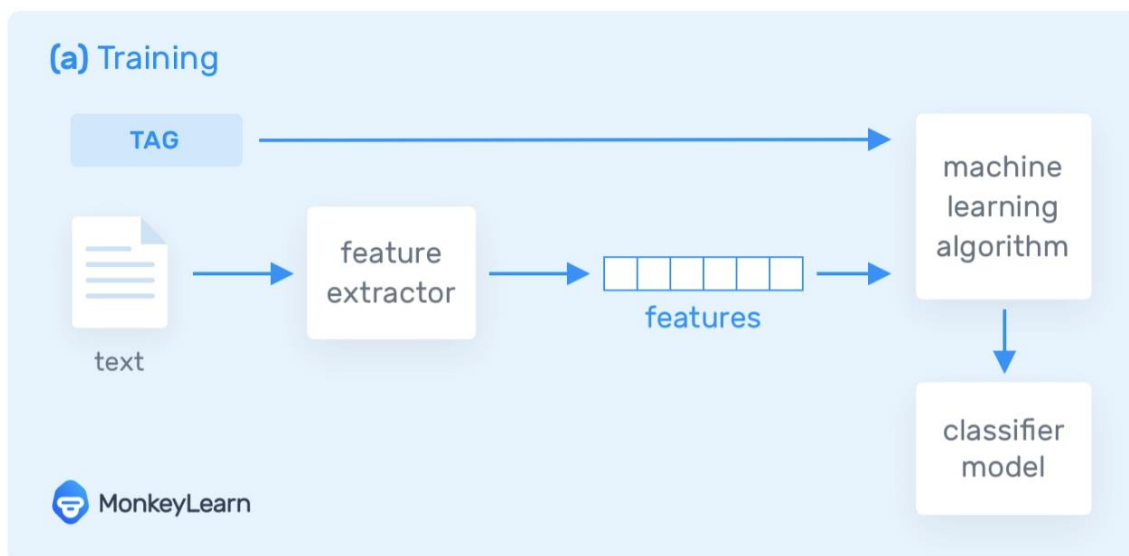 (a) Training
TAG
machine
learning
algorithm
feature
extractor
features
text
classifier
model
MonkeyLearn